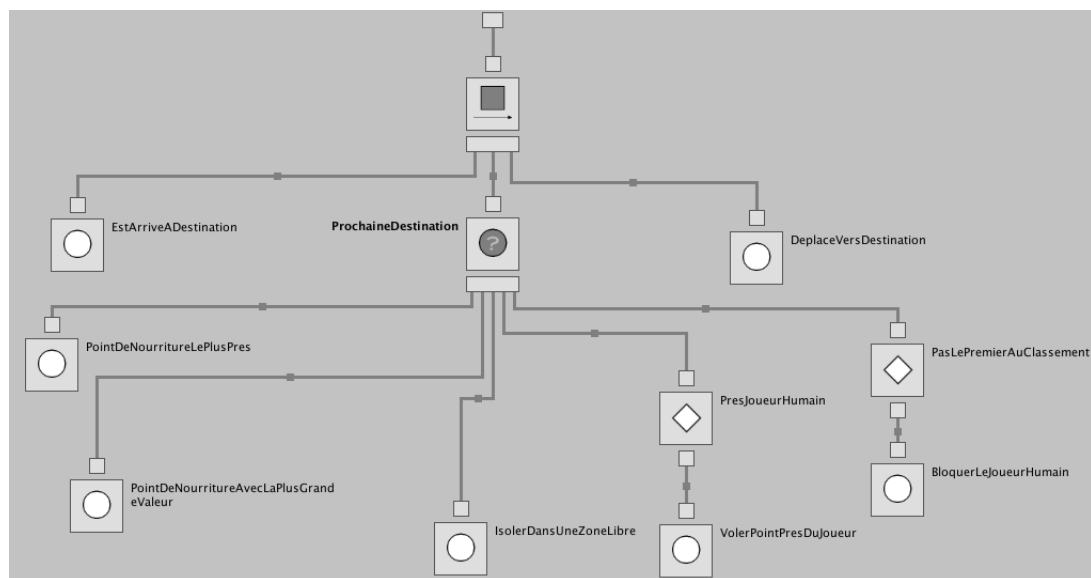 EstArriveADestination
ProchaineDestination
?
DeplaceVersDestination
PointDeNourritureLePlusPres
PasLePremierAuClassement
PresJoueurHumain
BloquerLeJoueurHumain
PointDeNourritureAvecLaPlusGrand
eValeur
IsolerDansUneZoneLibre
VolerPointPresDuJoueur